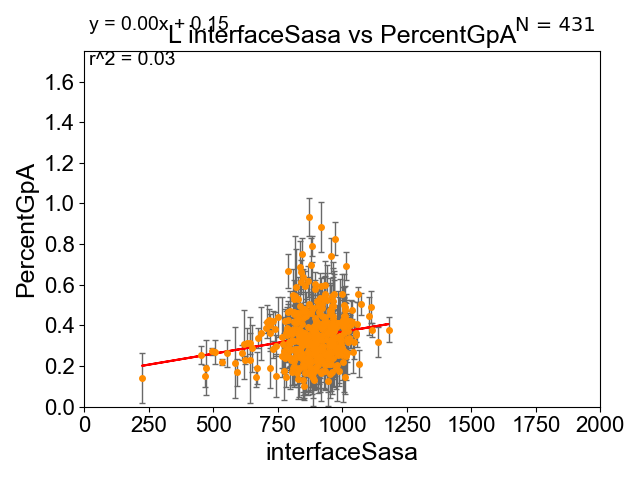 y = 0.00x + 0.15
L interfaceSasa vs PercentGpA
N = 431
r^2 = 0.03
PercentGpA
1.6
1.4
1.2
1.0
0.8
0.6
0.4
0.2
0.0
0 250 500 750 1000 1250 1500 1750 2000
interfaceSasa